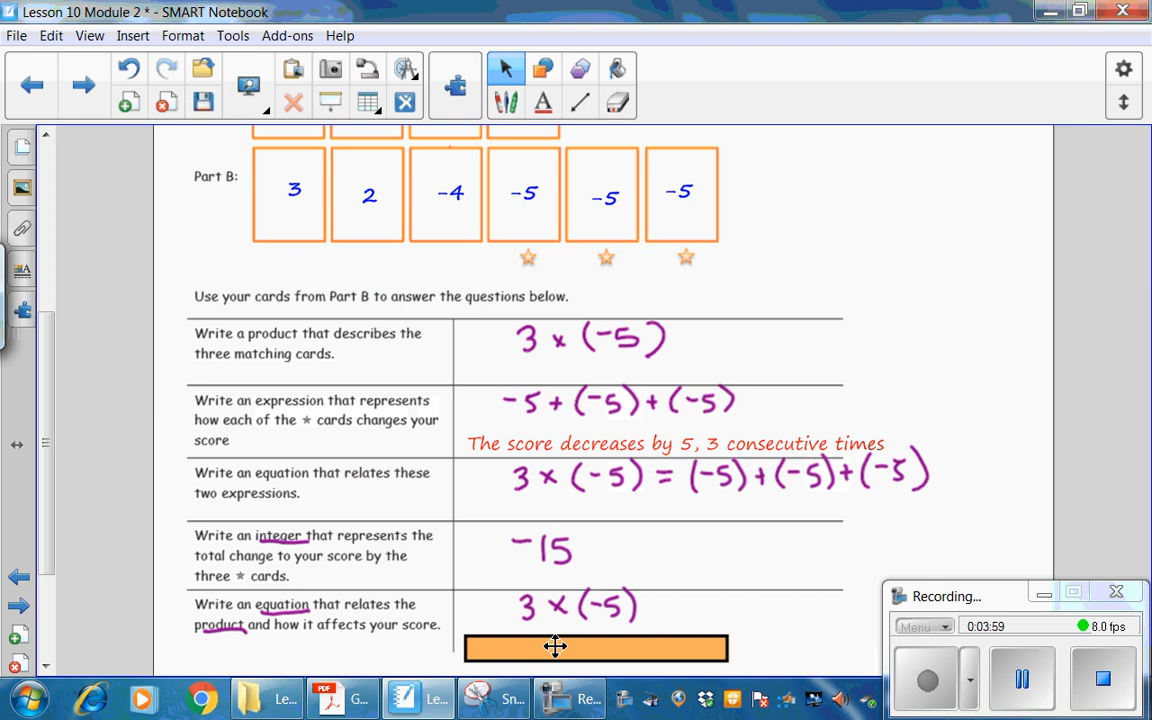 Lesson 10 Module 2 * - SMART Notebook
File Edit View Insert Format Tools Add-ons Help
Part B:
3 2 -4 -5 -5 -5
Use your cards from Part B to answer the questions below.
Write a product that describes the
three matching cards.
3 × (-5)
Write an expression that represents
how each of the ★ cards changes your
score
-5 + (-5) + (-5)
The score decreases by 5, 3 consecutive times
Write an equation that relates these
two expressions.
3 × (-5) = (-5) + (-5) + (-5)
Write an integer that represents the
total change to your score by the
three ★ cards.
-15
Write an equation that relates the
product and how it affects your score.
3 × (-5)
Recording...
Menu 0:03:59 8.0 fps
Le... G... Le... Sn... Re...